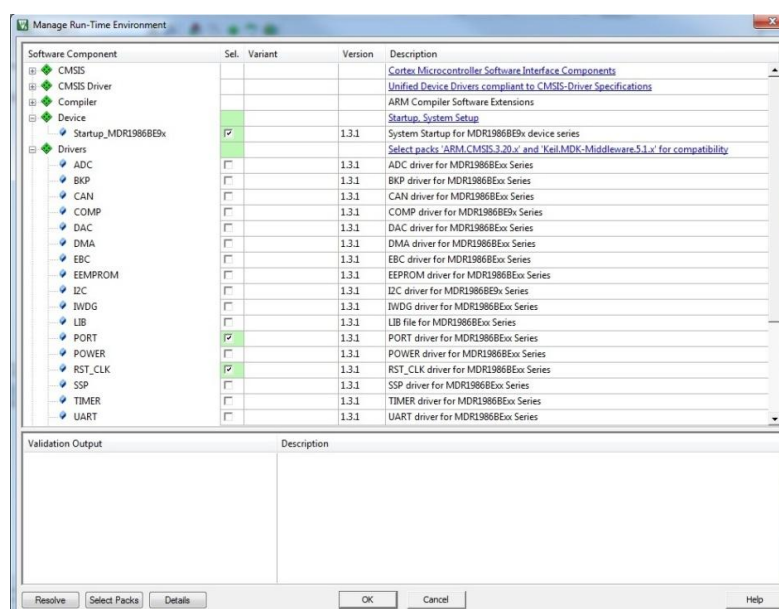 Manage Run-Time Environment
Software Component Sel. Variant Version Description
CMSIS Cortex Microcontroller Software Interface Components
CMSIS Driver Unified Device Drivers compliant to CMSIS-Driver Specifications
Compiler ARM Compiler Software Extensions
Device Startup, System Setup
Startup_MDR1986BE9x 1.3.1 System Startup for MDR1986BE9x device series
Drivers Select packs 'ARM.CMSIS.3.20.x' and 'Keil.MDK-Middleware.5.1.x' for compatibility
ADC 1.3.1 ADC driver for MDR1986BExx Series
BKP 1.3.1 BKP driver for MDR1986BExx Series
CAN 1.3.1 CAN driver for MDR1986BExx Series
COMP 1.3.1 COMP driver for MDR1986BE9x Series
DAC 1.3.1 DAC driver for MDR1986BExx Series
DMA 1.3.1 DMA driver for MDR1986BExx Series
EBC 1.3.1 EBC driver for MDR1986BExx Series
EEMPROM 1.3.1 EEPROM driver for MDR1986BExx Series
I2C 1.3.1 I2C driver for MDR1986BE9x Series
IWDG 1.3.1 IWDG driver for MDR1986BExx Series
LIB 1.3.1 LIB file for MDR1986BExx Series
PORT 1.3.1 PORT driver for MDR1986BExx Series
POWER 1.3.1 POWER driver for MDR1986BExx Series
RST_CLK 1.3.1 RST_CLK driver for MDR1986BExx Series
SSP 1.3.1 SSP driver for MDR1986BExx Series
TIMER 1.3.1 TIMER driver for MDR1986BExx Series
UART 1.3.1 UART driver for MDR1986BExx Series
Validation Output Description
Resolve Select Packs Details OK Cancel Help